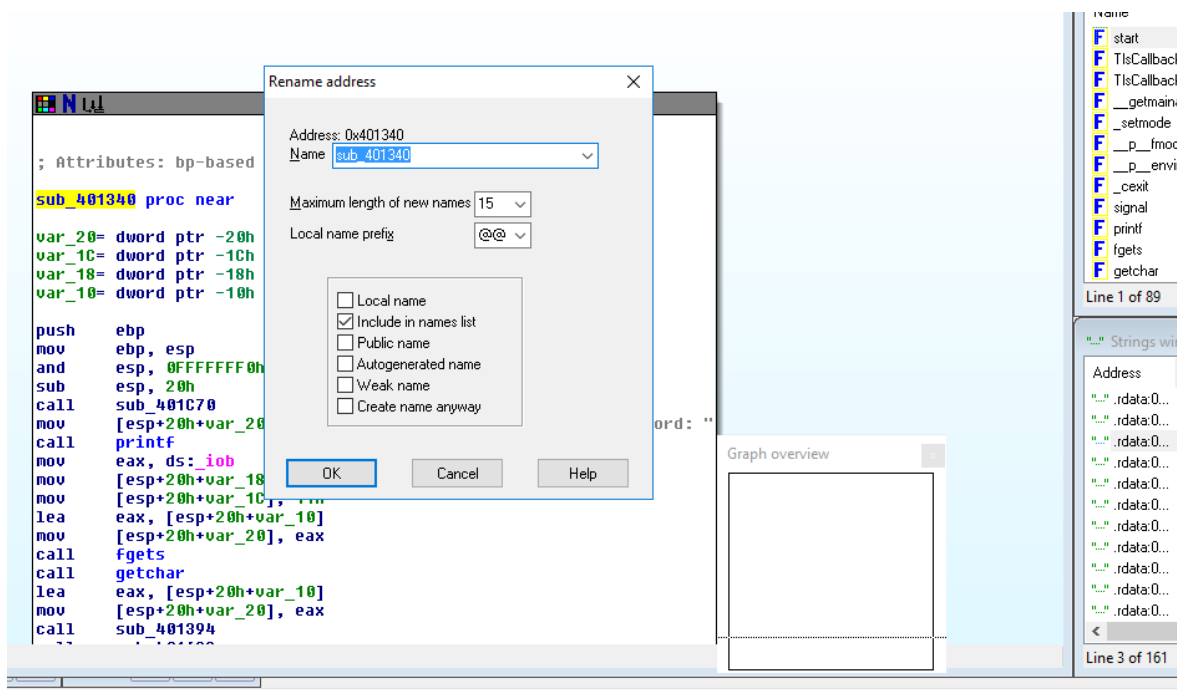 Rename address
Address: 0x401340
Name sub_401340
Maximum length of new names 15
Local name prefix @@
Local name
Include in names list
Public name
Autogenerated name
Weak name
Create name anyway
OK Cancel Help
; Attributes: bp-based
sub_401340 proc near
var_20= dword ptr -20h
var_1C= dword ptr -1Ch
var_18= dword ptr -18h
var_10= dword ptr -10h
push ebp
mov ebp, esp
and esp, 0FFFFFFF0h
sub esp, 20h
call sub_401C70
mov [esp+20h+var_20 ord: "
call printf
mov eax, ds:_iob
mov [esp+20h+var_18
mov [esp+20h+var_1C],
lea eax, [esp+20h+var_10]
mov [esp+20h+var_20], eax
call fgets
call getchar
lea eax, [esp+20h+var_10]
mov [esp+20h+var_20], eax
call sub_401394
Graph overview
Name
F start
F TlsCallbac
F TlsCallbac
F __getmain
F _setmode
F __p__fmo
F __p__envi
F _cexit
F signal
F printf
F fgets
F getchar
Line 1 of 89
Strings wi
Address
"..." .rdata:0...
"..." .rdata:0...
"..." .rdata:0...
"..." .rdata:0...
"..." .rdata:0...
"..." .rdata:0...
"..." .rdata:0...
"..." .rdata:0...
"..." .rdata:0...
"..." .rdata:0...
"..." .rdata:0...
Line 3 of 161